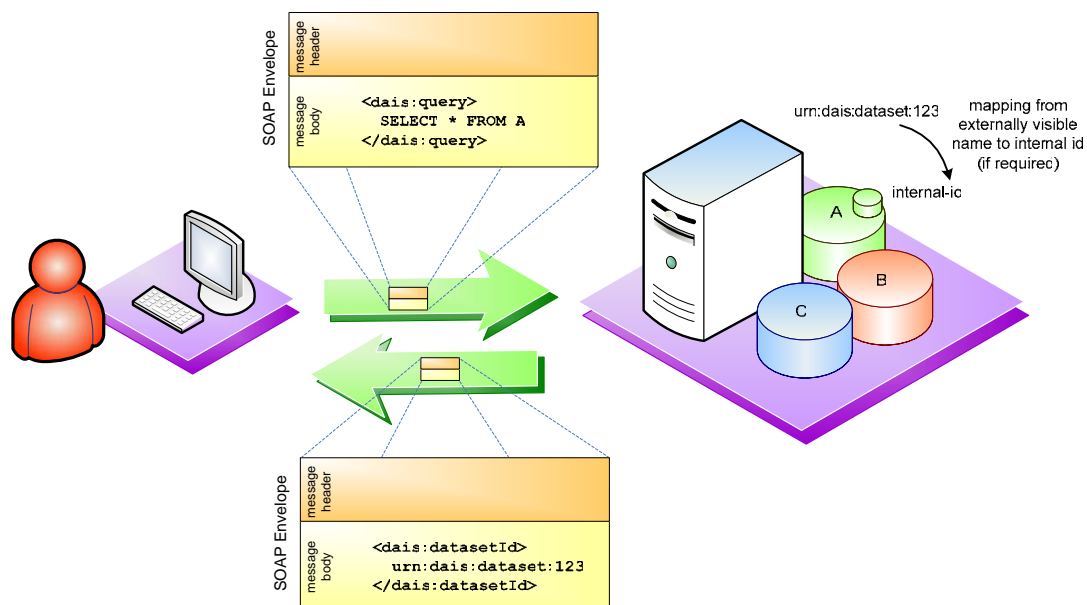 SOAP Envelope
message
header
message
body
<dais:query>
SELECT * FROM A
</dais:query>
urn:dais:dataset:123
mapping from
externally visible
name to internal id
(if required)
internal-id
A
B
C
SOAP Envelope
message
header
message
body
<dais:datasetId>
urn:dais:dataset:123
</dais:datasetId>